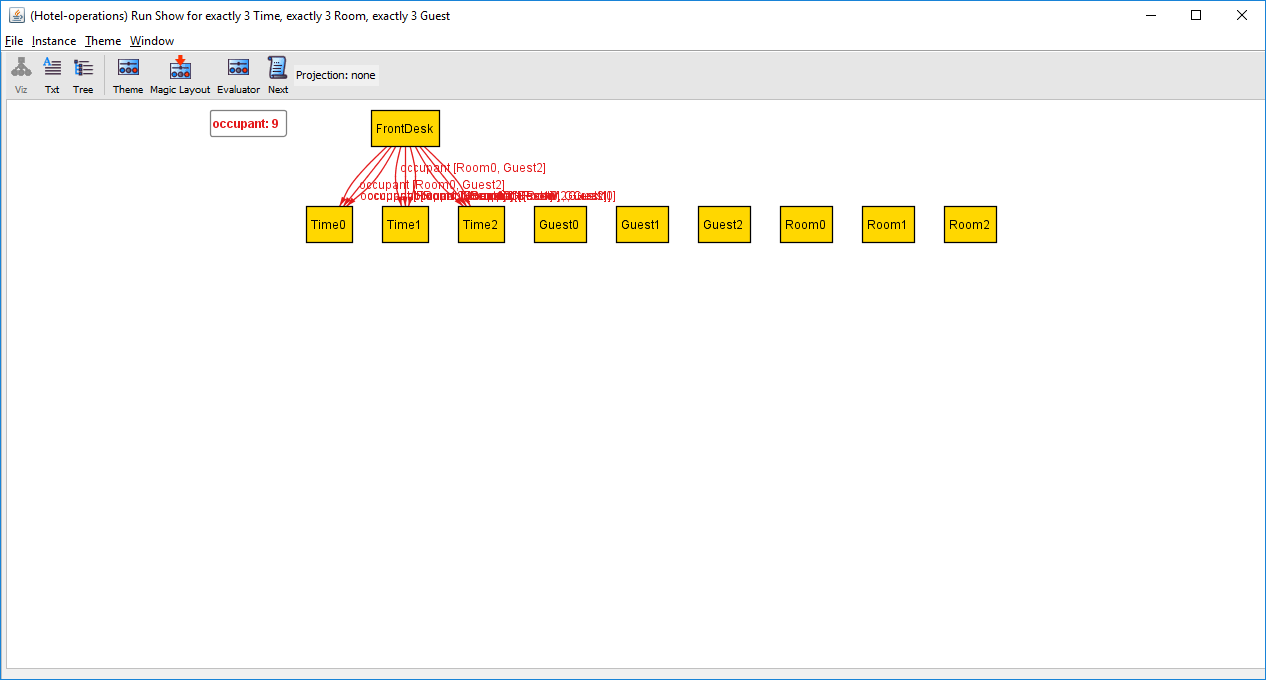 (Hotel-operations) Run Show for exactly 3 Time, exactly 3 Room, exactly 3 Guest
File Instance Theme Window
Viz Txt Tree Theme Magic Layout Evaluator Next Projection: none
occupant: 9
FrontDesk
occupant [Room0, Guest2]
occupant [Room0, Guest2]
Time0 Time1 Time2 Guest0 Guest1 Guest2 Room0 Room1 Room2